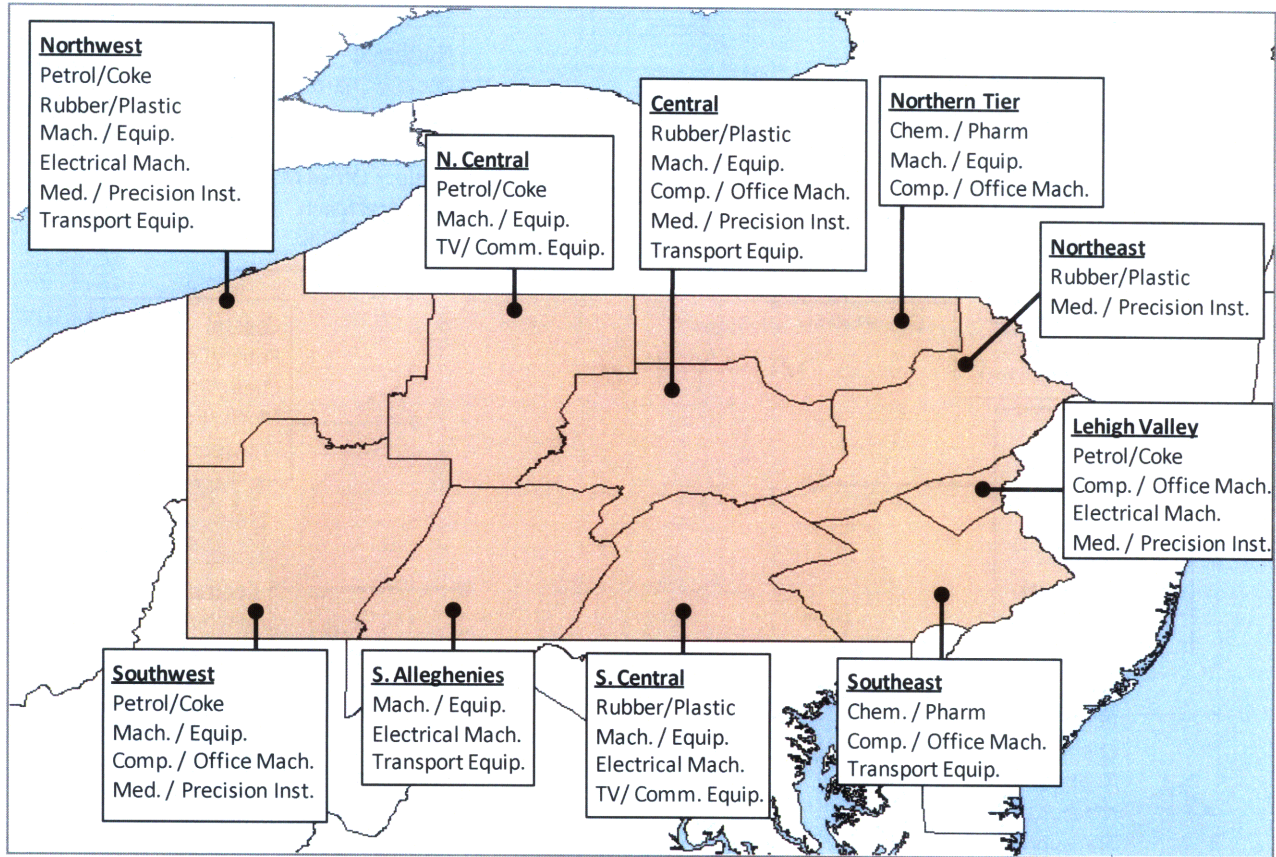 Northwest
Petrol/Coke
Rubber/Plastic
Mach. / Equip.
Electrical Mach.
Med. / Precision Inst.
Transport Equip.
N. Central
Petrol/Coke
Mach. / Equip.
TV/ Comm. Equip.
Central
Rubber/Plastic
Mach. / Equip.
Comp. / Office Mach.
Med. / Precision Inst.
Transport Equip.
Northern Tier
Chem. / Pharm
Mach. / Equip.
Comp. / Office Mach.
Northeast
Rubber/Plastic
Med. / Precision Inst.
Lehigh Valley
Petrol/Coke
Comp. / Office Mach.
Electrical Mach.
Med. / Precision Inst.
Southwest
Petrol/Coke
Mach. / Equip.
Comp. / Office Mach.
Med. / Precision Inst.
S. Alleghenies
Mach. / Equip.
Electrical Mach.
Transport Equip.
S. Central
Rubber/Plastic
Mach. / Equip.
Electrical Mach.
TV/ Comm. Equip.
Southeast
Chem. / Pharm
Comp. / Office Mach.
Transport Equip.